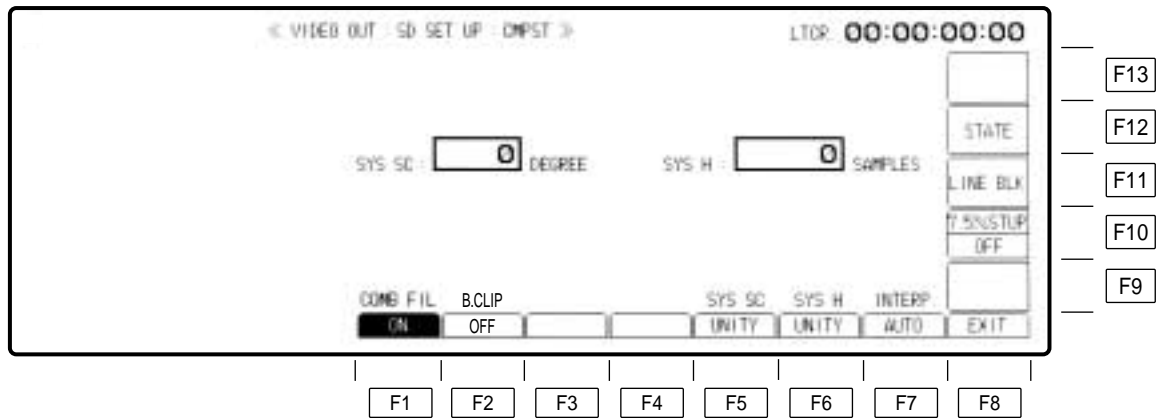 ≪ VIDEO OUT : SD SET UP : CMPST ≫ LTCR 00:00:00:00
F13
STATE F12
SYS SC : 0 DEGREE SYS H : 0 SAMPLES
LINE BLK F11
7.5%STUP
OFF F10
F9
COMB FIL B.CLIP SYS SC SYS H INTERP
ON OFF UNITY UNITY AUTO EXIT
F1 F2 F3 F4 F5 F6 F7 F8